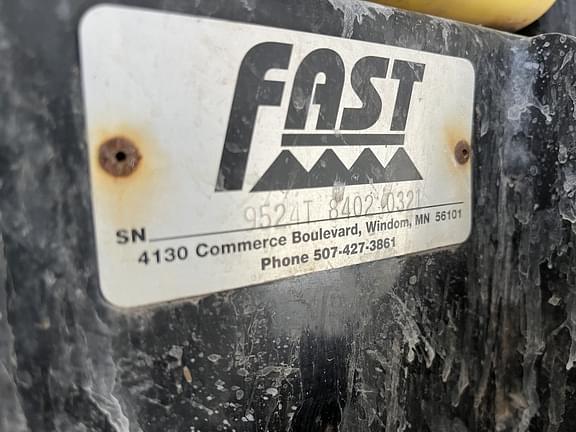 FAST
SN 9524T 8402 0321
4130 Commerce Boulevard, Windom, MN 56101
Phone 507-427-3861